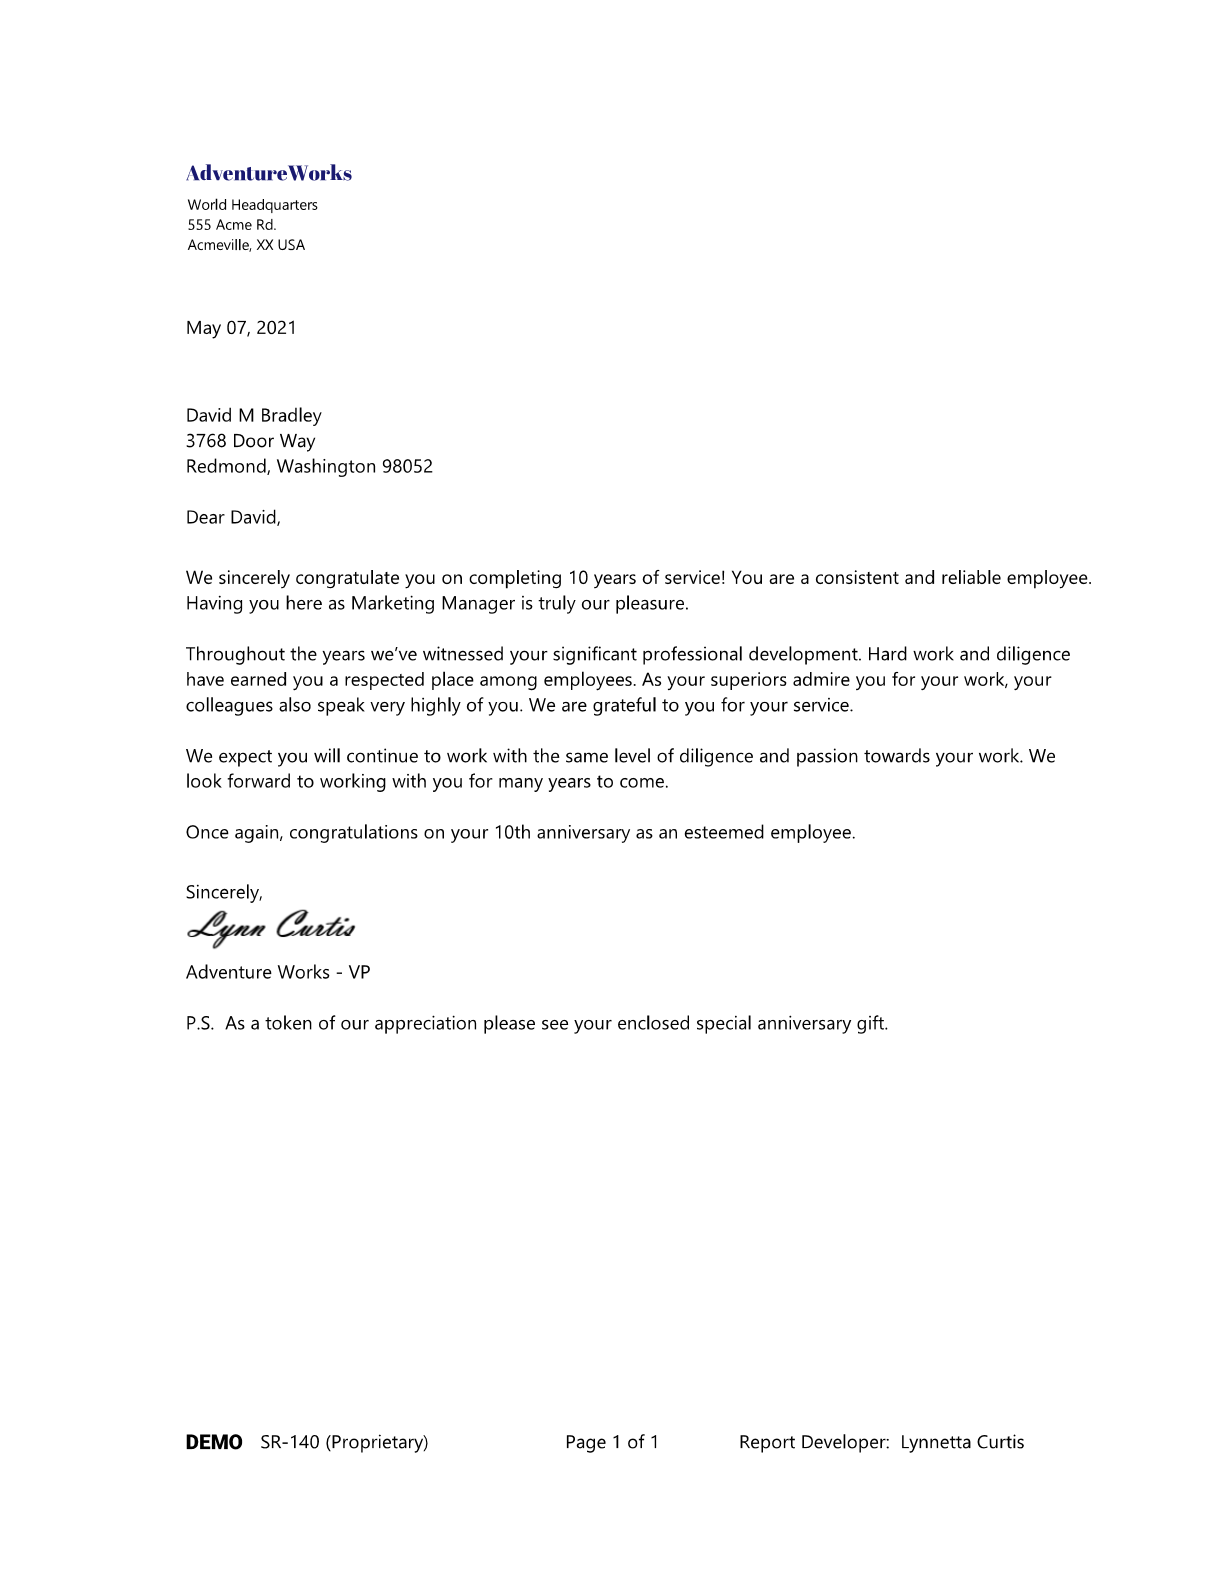 AdventureWorks
World Headquarters
555 Acme Rd.
Acmeville, XX USA
May 07, 2021
David M Bradley
3768 Door Way
Redmond, Washington 98052
Dear David,
We sincerely congratulate you on completing 10 years of service! You are a consistent and reliable employee.
Having you here as Marketing Manager is truly our pleasure.
Throughout the years we’ve witnessed your significant professional development. Hard work and diligence
have earned you a respected place among employees. As your superiors admire you for your work, your
colleagues also speak very highly of you. We are grateful to you for your service.
We expect you will continue to work with the same level of diligence and passion towards your work. We
look forward to working with you for many years to come.
Once again, congratulations on your 10th anniversary as an esteemed employee.
Sincerely,
Lynn Curtis
Adventure Works - VP
P.S.  As a token of our appreciation please see your enclosed special anniversary gift.
DEMO SR-140 (Proprietary) Page 1 of 1 Report Developer:  Lynnetta Curtis